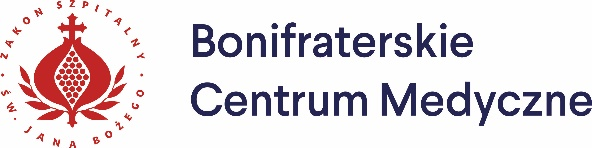 ZAKON SZPITALNY
ŚW. JANA BOŻEGO
Bonifraterskie
Centrum Medyczne